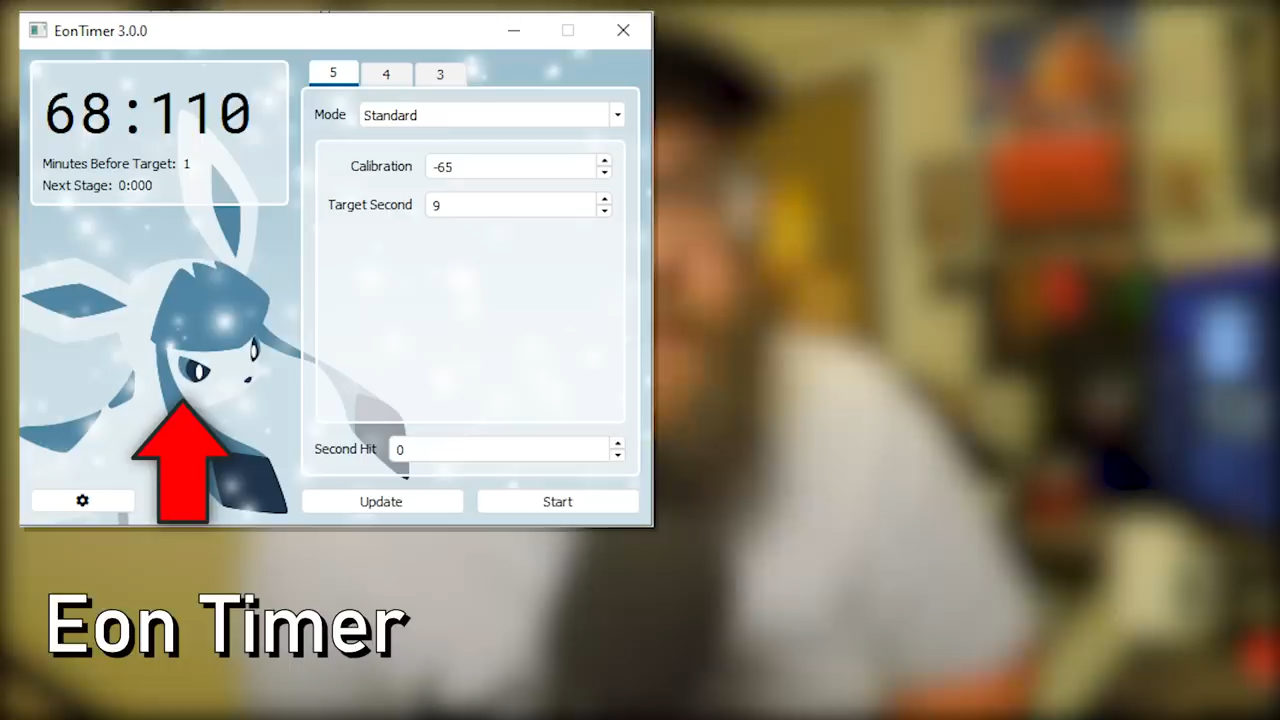 EonTimer 3.0.0
68:110
Minutes Before Target: 1
Next Stage: 0:000
5 4 3
Mode Standard
Calibration -65
Target Second 9
Second Hit 0
Update Start
Eon Timer